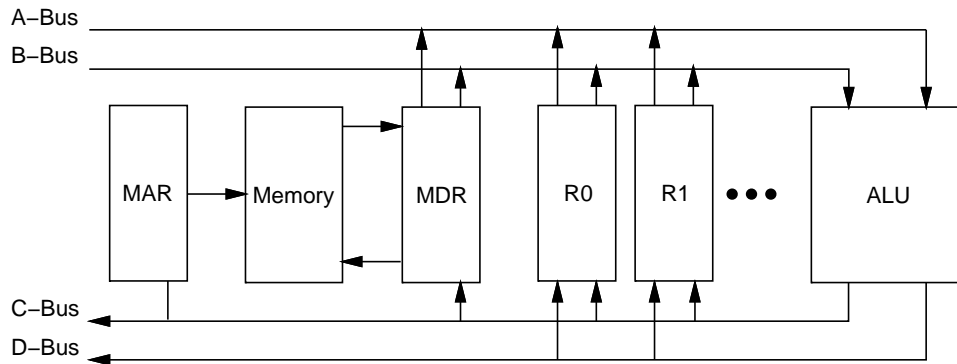 A–Bus
B–Bus
MAR
Memory
MDR
R0
R1
ALU
C–Bus
D–Bus